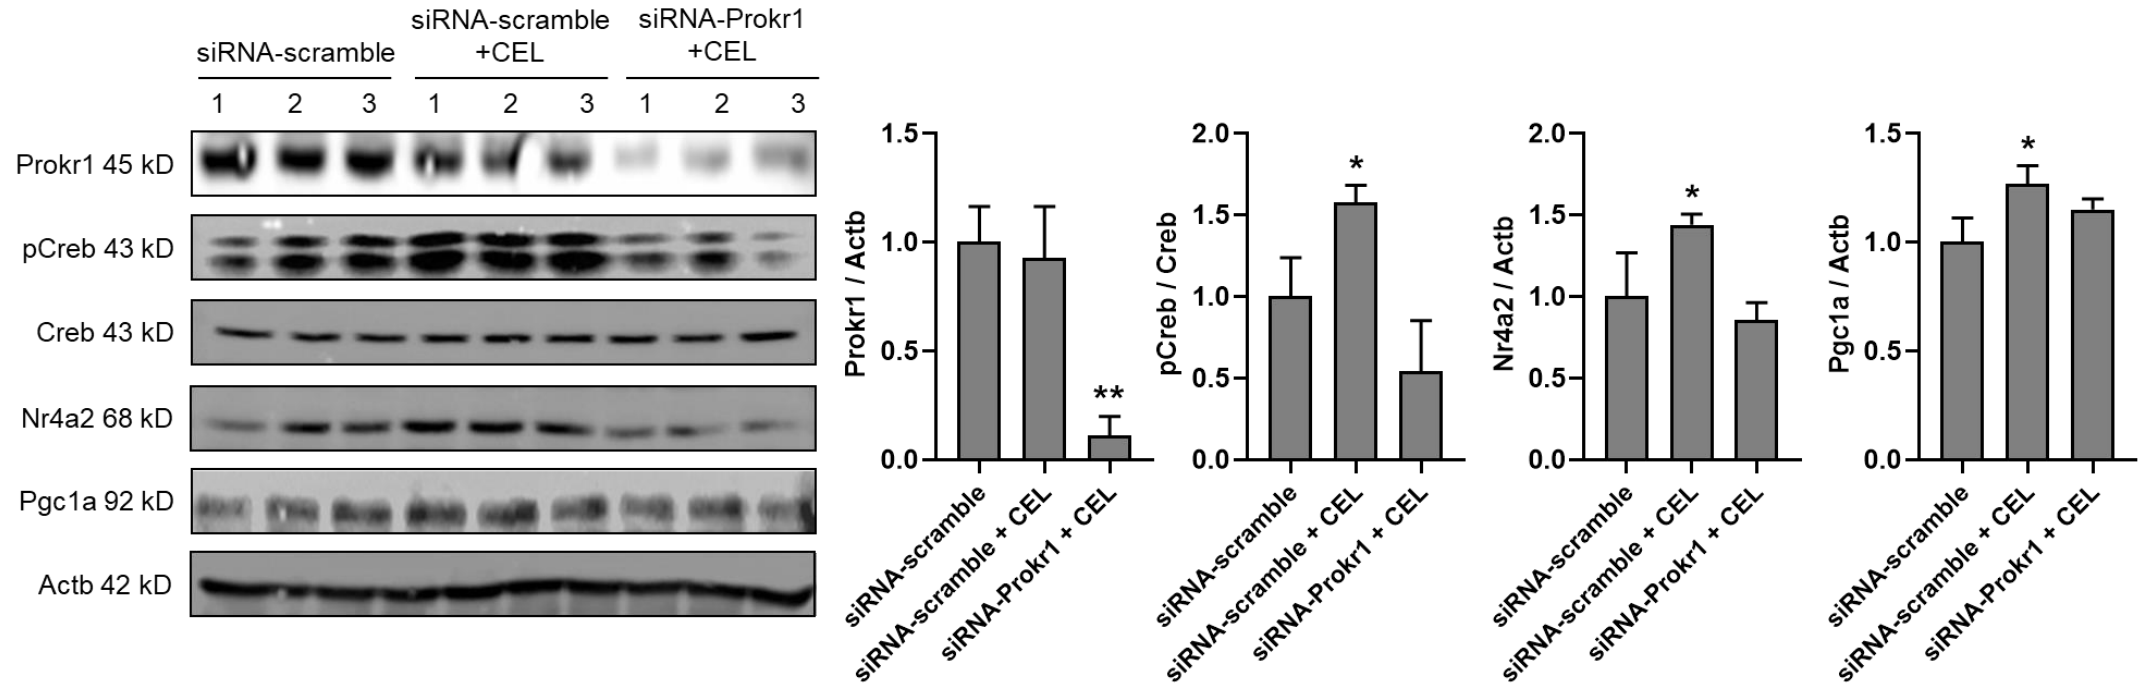 siRNA-scramble
siRNA-scramble
+CEL
siRNA-Prokr1
+CEL
1 2 3 1 2 3 1 2 3
Prokr1 45 kD
pCreb 43 kD
Creb 43 kD
Nr4a2 68 kD
Pgc1a 92 kD
Actb 42 kD
Prokr1 / Actb
1.5
1.0
0.5
0.0
**
siRNA-scramble
siRNA-scramble + CEL
siRNA-Prokr1 + CEL
pCreb / Creb
2.0
1.5
1.0
0.5
0.0
*
siRNA-scramble
siRNA-scramble + CEL
siRNA-Prokr1 + CEL
Nr4a2 / Actb
2.0
1.5
1.0
0.5
0.0
*
siRNA-scramble
siRNA-scramble + CEL
siRNA-Prokr1 + CEL
Pgc1a / Actb
1.5
1.0
0.5
0.0
*
siRNA-scramble
siRNA-scramble + CEL
siRNA-Prokr1 + CEL